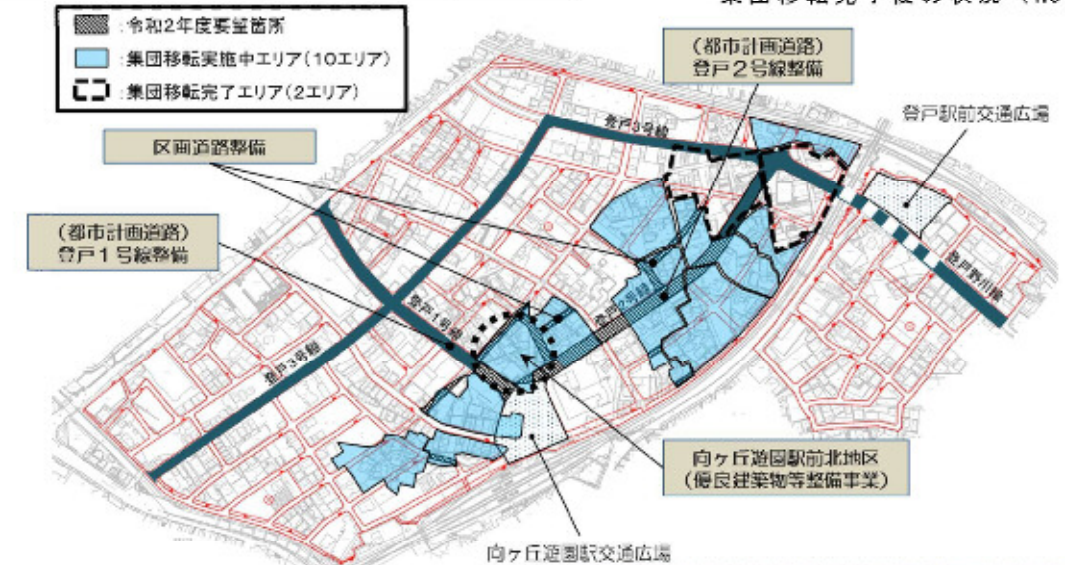 集団移転完了後の状況
:令和2年度要望箇所
:集団移転実施中エリア(10エリア)
:集団移転完了エリア(2エリア)
(都市計画道路)
登戸2号線整備
登戸駅前交通広場
区画道路整備
(都市計画道路)
登戸1号線整備
登戸3号線
登戸野川線
登戸2号線
登戸1号線
登戸3号線
向ヶ丘遊園駅前北地区
(優良建築物等整備事業)
向ヶ丘遊園駅交通広場